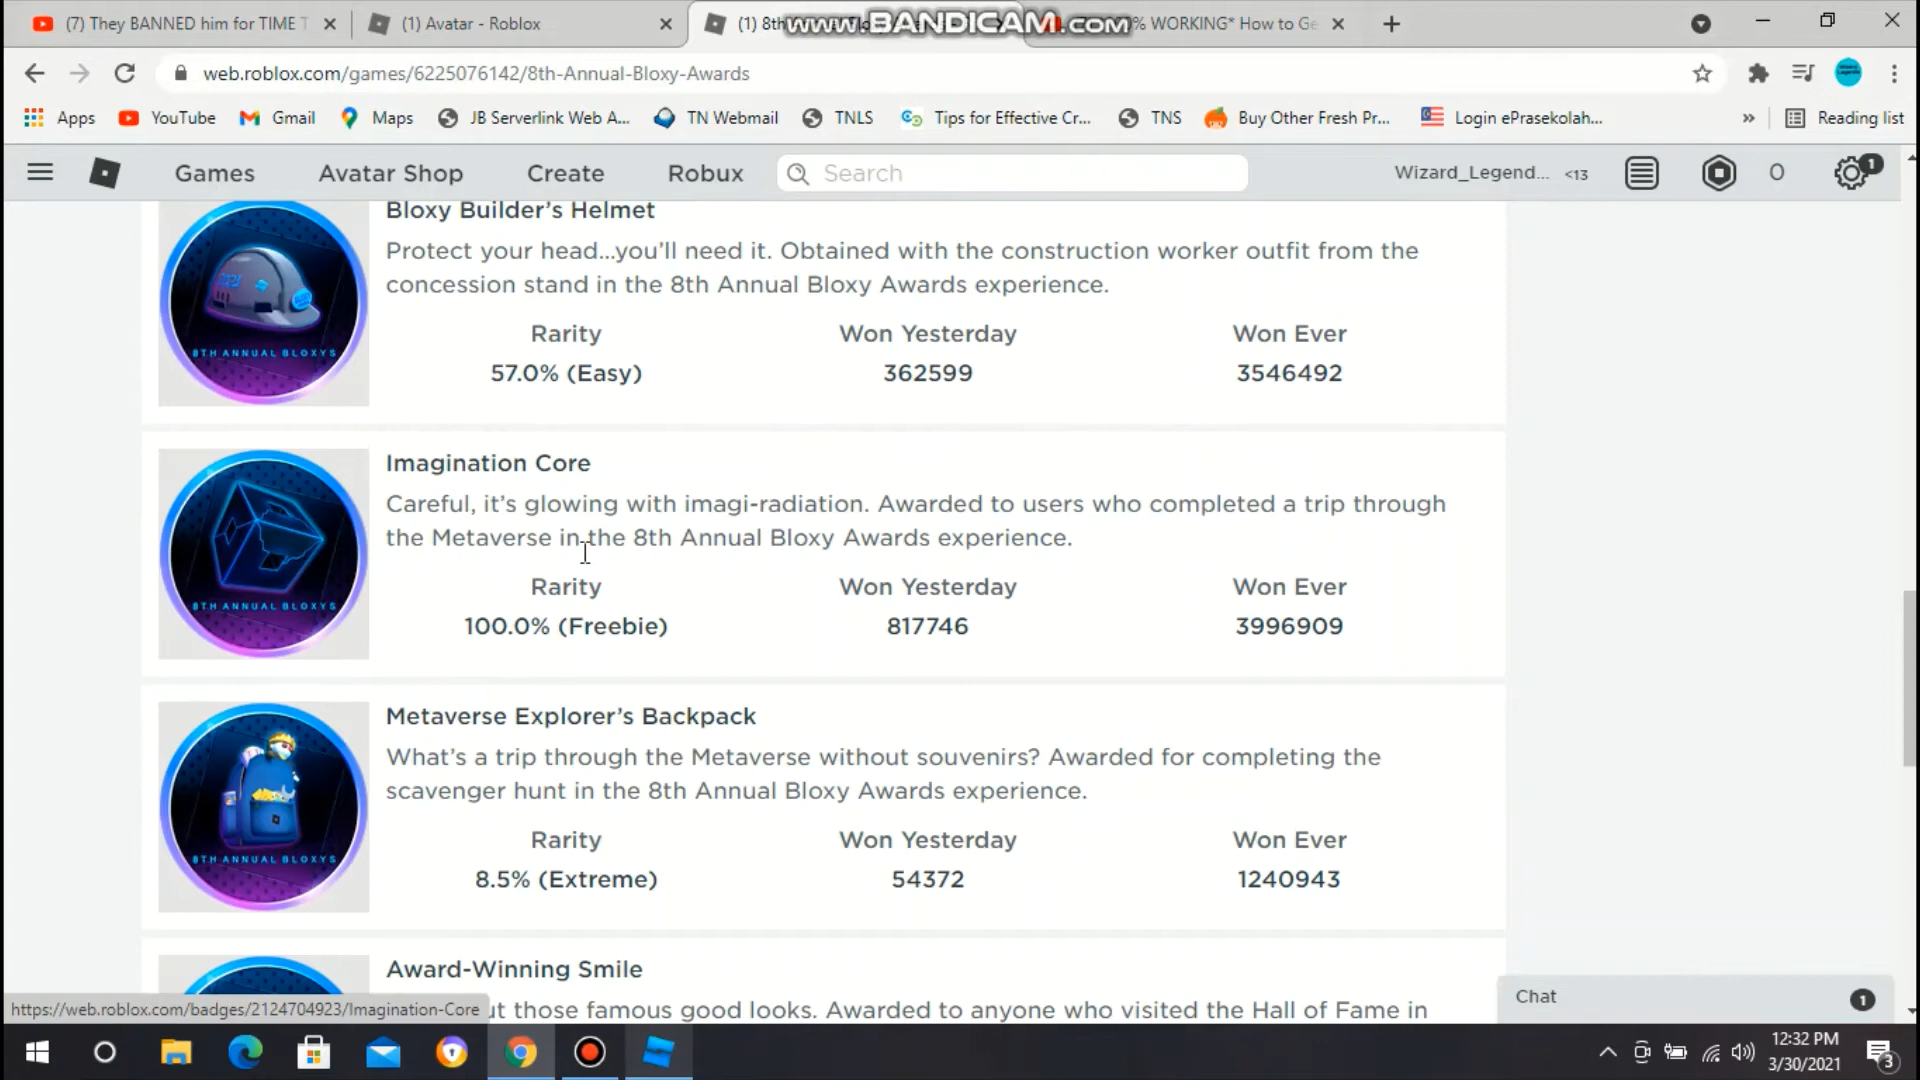 (7) They BANNED him for TIME T
(1) Avatar - Roblox
(1) 8th
www.BANDICAM.com
% WORKING* How to Ge
web.roblox.com/games/6225076142/8th-Annual-Bloxy-Awards
Apps YouTube Gmail Maps JB Serverlink Web A... TN Webmail TNLS Tips for Effective Cr... TNS Buy Other Fresh Pr... Login ePrasekolah... » Reading list
Games Avatar Shop Create Robux Search Wizard_Legend... <13 0 1
Bloxy Builder’s Helmet
Protect your head...you’ll need it. Obtained with the construction worker outfit from the
concession stand in the 8th Annual Bloxy Awards experience.
Rarity Won Yesterday Won Ever
57.0% (Easy) 362599 3546492
8TH ANNUAL BLOXYS
Imagination Core
Careful, it’s glowing with imagi-radiation. Awarded to users who completed a trip through
the Metaverse in the 8th Annual Bloxy Awards experience.
Rarity Won Yesterday Won Ever
100.0% (Freebie) 817746 3996909
8TH ANNUAL BLOXYS
Metaverse Explorer’s Backpack
What’s a trip through the Metaverse without souvenirs? Awarded for completing the
scavenger hunt in the 8th Annual Bloxy Awards experience.
Rarity Won Yesterday Won Ever
8.5% (Extreme) 54372 1240943
8TH ANNUAL BLOXYS
Award-Winning Smile
ut those famous good looks. Awarded to anyone who visited the Hall of Fame in
https://web.roblox.com/badges/2124704923/Imagination-Core
Chat 1
12:32 PM
3/30/2021
3